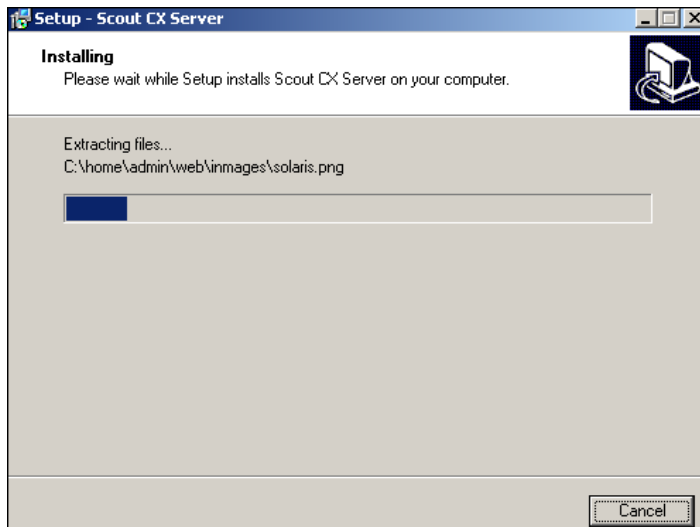 Setup - Scout CX Server
Installing
Please wait while Setup installs Scout CX Server on your computer.
Extracting files...
C:\home\admin\web\inmages\solaris.png
Cancel